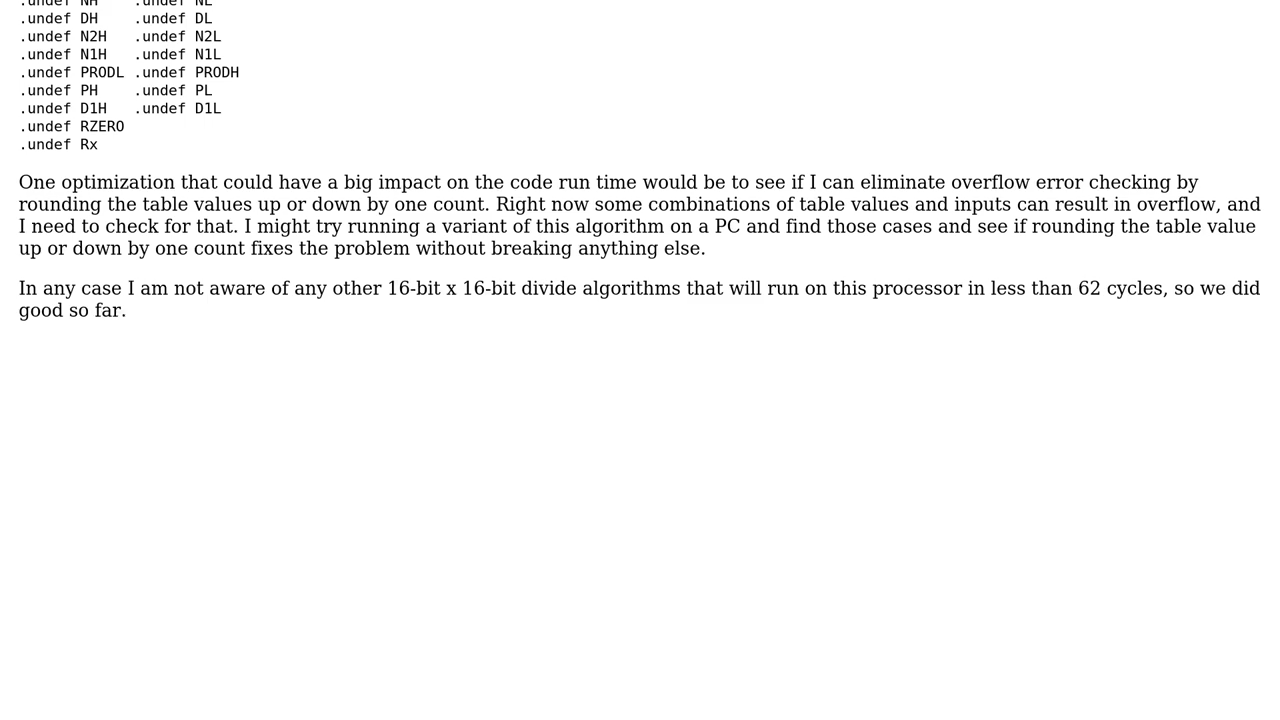 .undef NH    .undef NL
.undef DH    .undef DL
.undef N2H   .undef N2L
.undef N1H   .undef N1L
.undef PRODL .undef PRODH
.undef PH    .undef PL
.undef D1H   .undef D1L
.undef RZERO
.undef Rx
One optimization that could have a big impact on the code run time would be to see if I can eliminate overflow error checking by
rounding the table values up or down by one count. Right now some combinations of table values and inputs can result in overflow, and
I need to check for that. I might try running a variant of this algorithm on a PC and find those cases and see if rounding the table value
up or down by one count fixes the problem without breaking anything else.
In any case I am not aware of any other 16-bit x 16-bit divide algorithms that will run on this processor in less than 62 cycles, so we did
good so far.